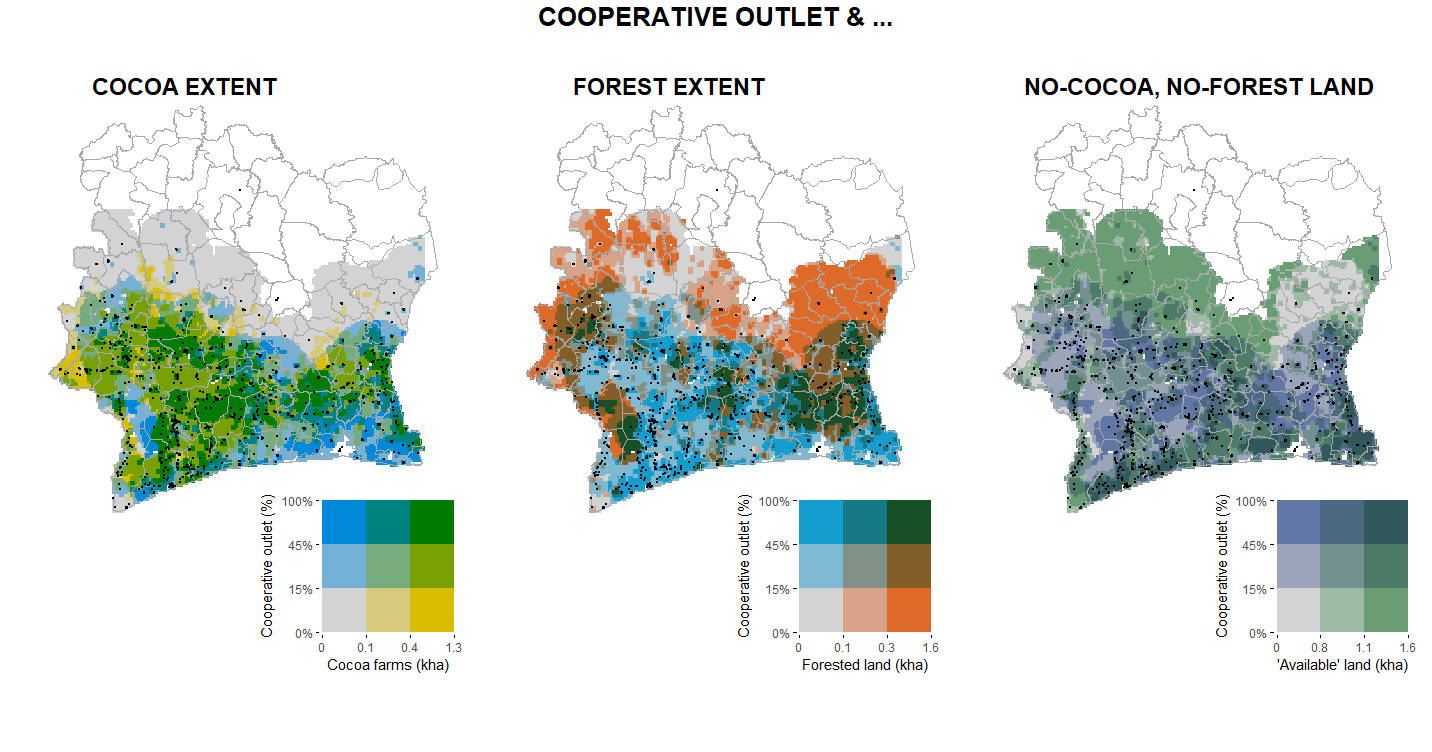 COOPERATIVE OUTLET & ...
COCOA EXTENT
FOREST EXTENT
NO-COCOA, NO-FOREST LAND
Cooperative outlet (%)
100%
45%
15%
0%
0 0.1 0.4 1.3
Cocoa farms (kha)
Cooperative outlet (%)
100%
45%
15%
0%
0 0.1 0.3 1.6
Forested land (kha)
Cooperative outlet (%)
100%
45%
15%
0%
0 0.8 1.1 1.6
'Available' land (kha)